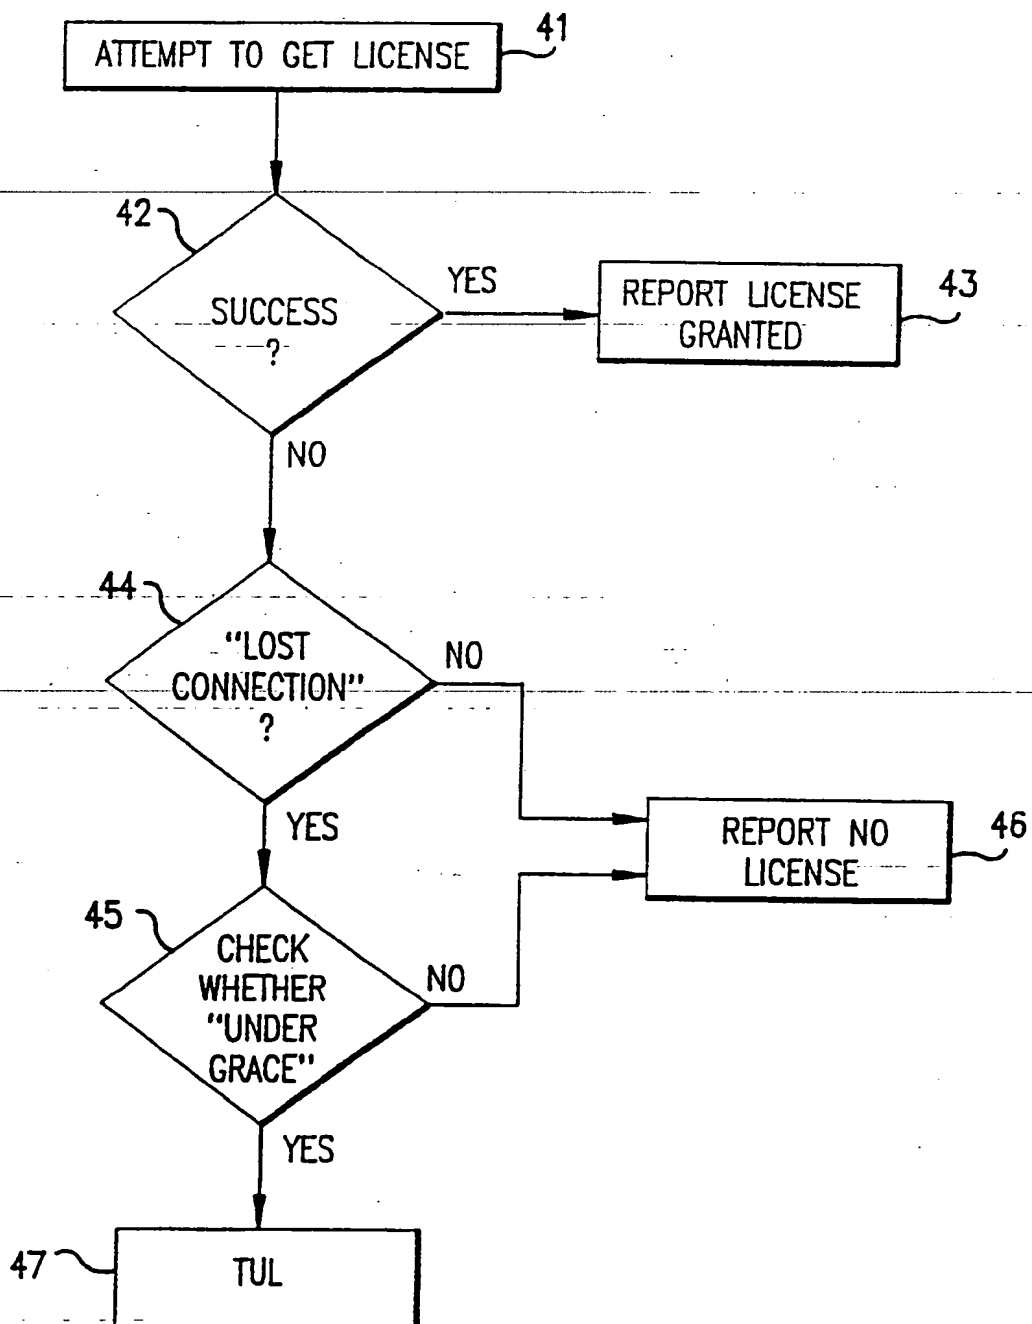 ATTEMPT TO GET LICENSE
41
42
SUCCESS
?
YES
REPORT LICENSE
GRANTED
43
NO
44
"LOST
CONNECTION"
?
NO
YES
REPORT NO
LICENSE
46
45
CHECK
WHETHER
"UNDER
GRACE"
NO
YES
47
TUL